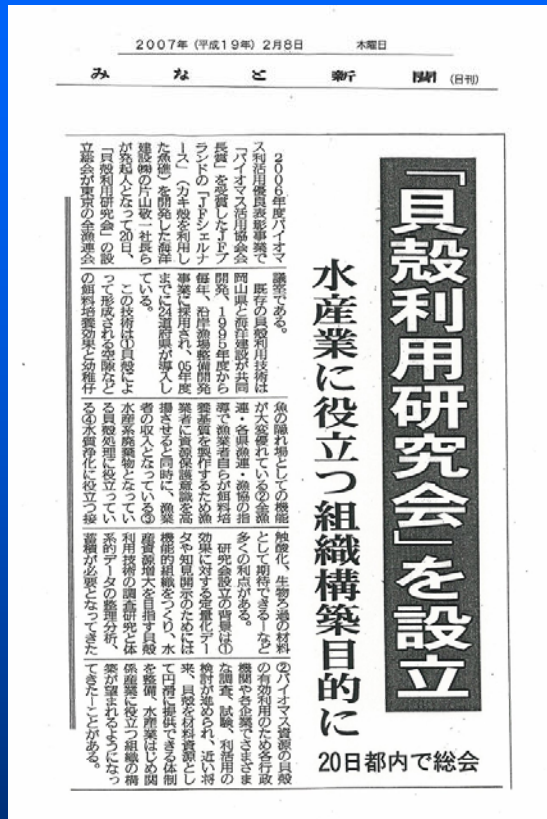 2007年(平成19年)2月8日 木曜日
みなと新聞(日刊)
「貝殻利用研究会」を設立
水産業に役立つ組織構築目的に
20日都内で総会
2006年度バイオマ
ス利活用優良表彰事業で
「バイオマス活用協会会
長賞」を受賞したJFブ
ランドの「JFシェルナ
ース」(カキ殻を利用し
た魚礁)を開発した海洋
建設㈱の片山敬一社長ら
が発起人となって20日、
「貝殻利用研究会」の設
立総会が東京の全漁連会
議室である。
既存の貝殻利用技術は
岡山県と海洋建設が共同
開発、1995年度から
毎年、沿岸漁場整備開発
事業に採用され、05年度
までに24道府県が導入し
ている。
この技術は①貝殻によ
って形成される空隙など
の餌料培養効果と幼稚仔
魚の隠れ場としての機能
が大変優れている②全漁
連・各県漁連・漁協の指
導で漁業者自らが餌料培
養基質を製作するため漁
業者に資源保護意識を高
揚させると同時に、漁業
者の収入となっている③
水産系廃棄物となってい
る貝殻処理に役立ってい
る④水質浄化に役立つ接
触酸化、生物ろ過の材料
として期待できる―など
多くの利点がある。
研究会設立の背景は①
効果に対する定量化デー
タや知見開示のためには
機能的組織をつくり、水
産資源増大を目指す貝殻
利用技術の調査研究と体
系的データの整理分析、
蓄積が必要となってきた
②バイオマス資源の貝殻
の有効利用のため各行政
機関や各企業でさまざま
な調査、試験、利活用の
検討が進められ、近い将
来、貝殻を材料資源とし
て円滑に提供できる体制
を整備、水産業はじめ関
係産業に役立つ組織の構
築が望まれるようになっ
てきた―ことがある。